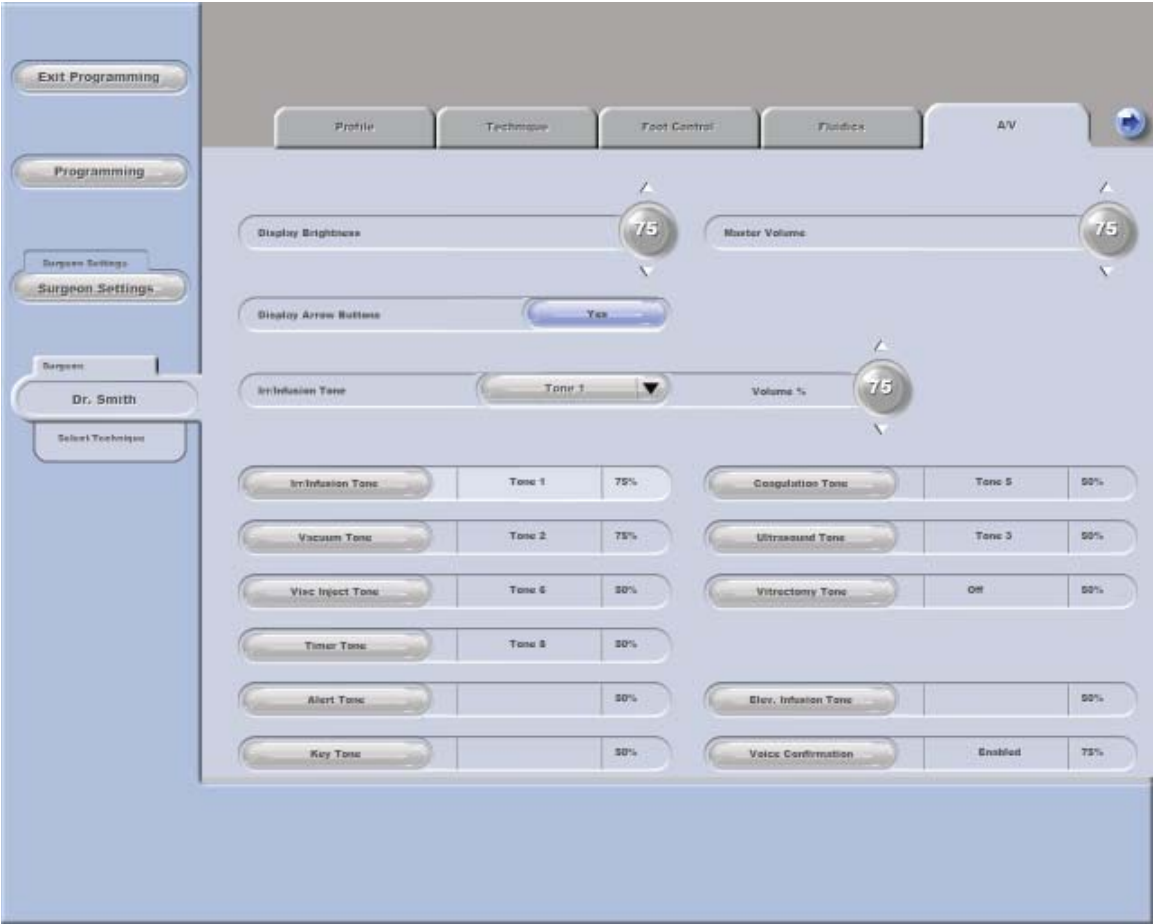 Exit Programming
Profile
Technique
Foot Control
Fluidics
A/V
Programming
Display Brightness
75
Master Volume
75
Surgeon Settings
Surgeon Settings
Display Arrow Buttons
Yes
Surgeon
Dr. Smith
Select Technique
Irr/Infusion Tone
Tone 1
Volume %
75
Irr/Infusion Tone Tone 1 75%
Coagulation Tone Tone 5 50%
Vacuum Tone Tone 2 75%
Ultrasound Tone Tone 3 50%
Visc Inject Tone Tone 6 50%
Vitrectomy Tone Off 50%
Timer Tone Tone 8 50%
Alert Tone 50%
Elev. Infusion Tone 50%
Key Tone 50%
Voice Confirmation Enabled 75%